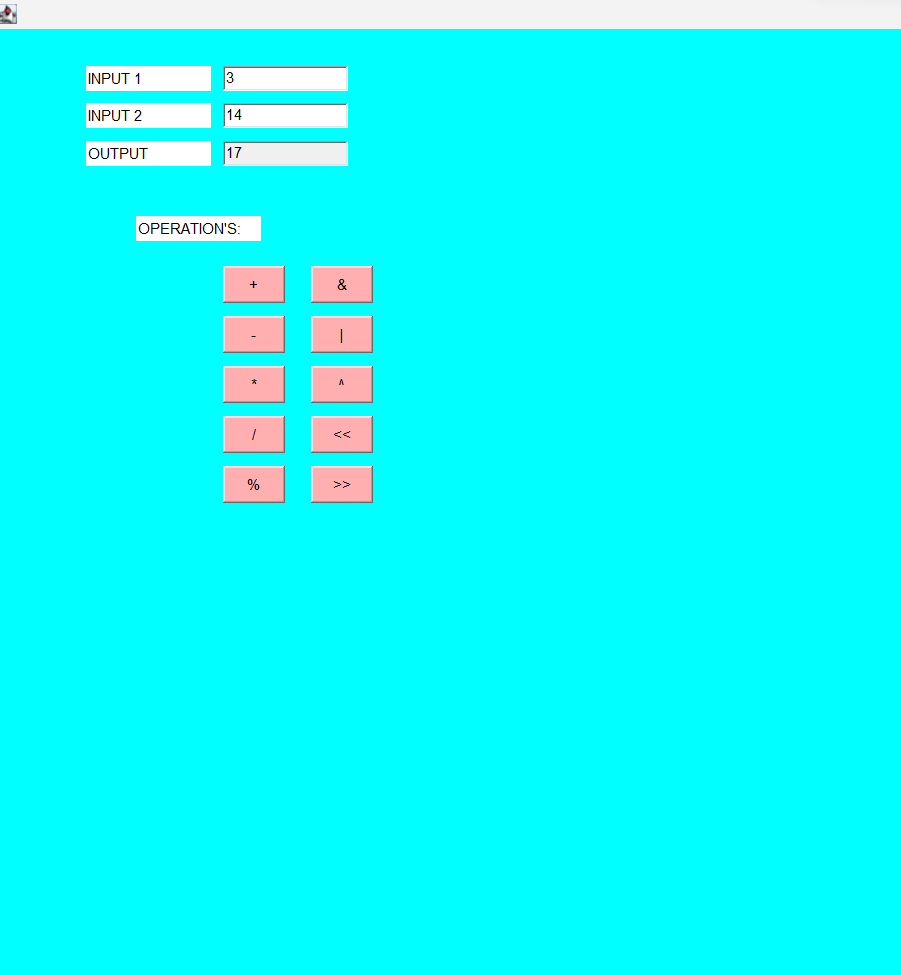 INPUT 1 3
INPUT 2 14
OUTPUT 17
OPERATION'S:
+ &
- |
* ^
/ <<
% >>